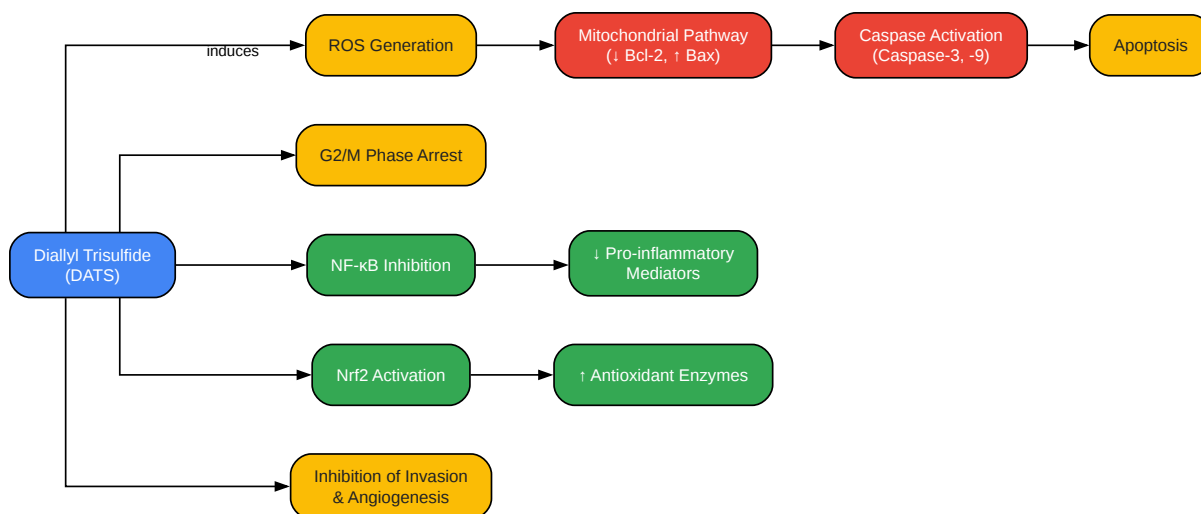 induces
ROS Generation
Mitochondrial Pathway
(↓ Bcl-2, ↑ Bax)
Caspase Activation
(Caspase-3, -9)
Apoptosis
G2/M Phase Arrest
Diallyl Trisulfide
(DATS)
NF-κB Inhibition
↓ Pro-inflammatory
Mediators
Nrf2 Activation
↑ Antioxidant Enzymes
Inhibition of Invasion
& Angiogenesis